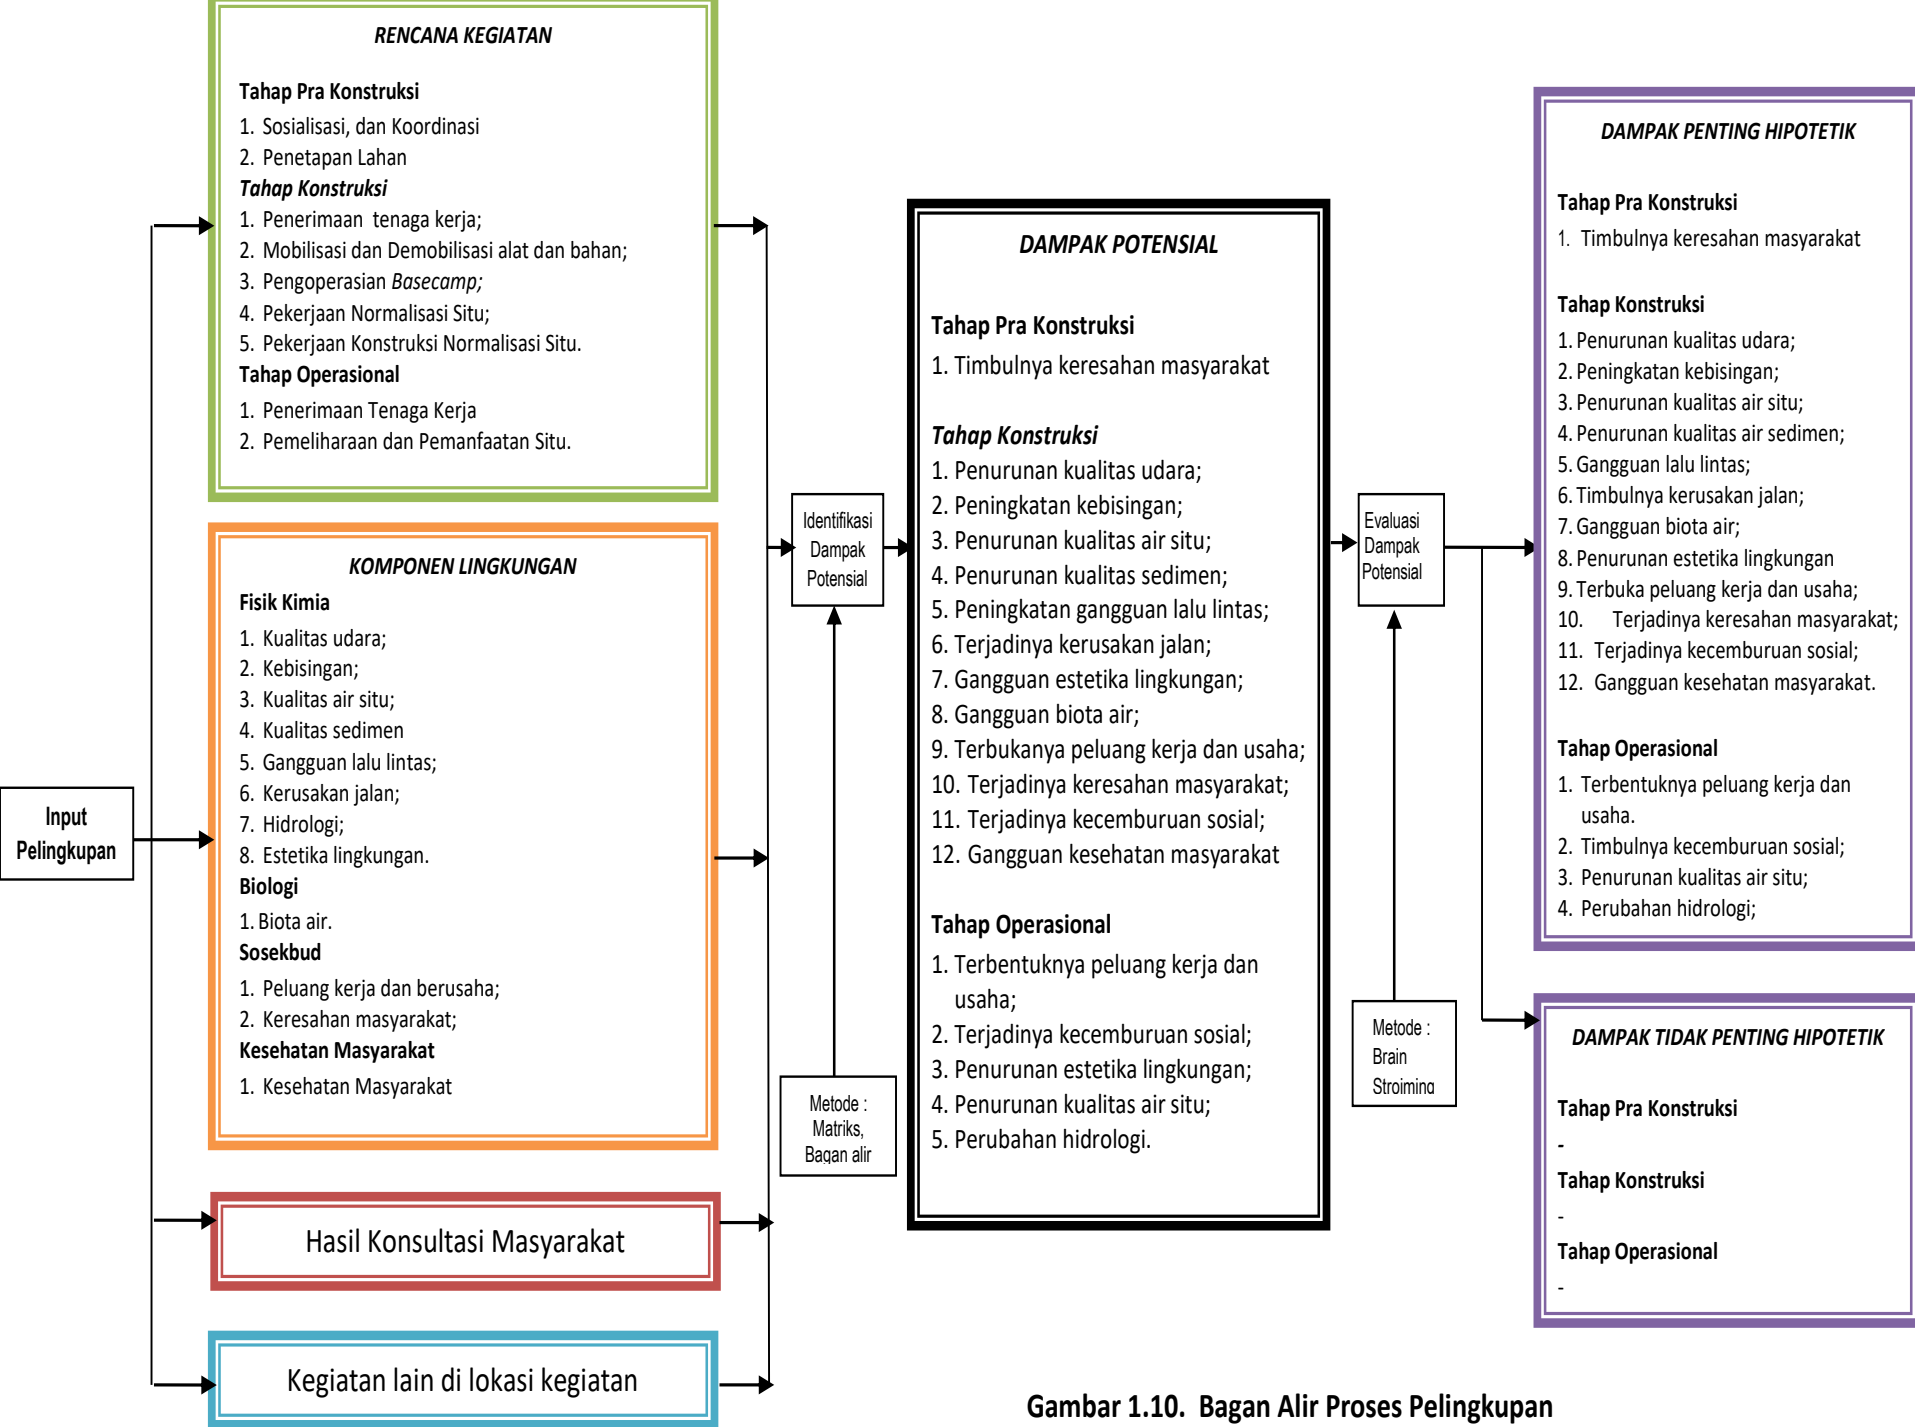 Input
Pelingkupan
RENCANA KEGIATAN
Tahap Pra Konstruksi
1. Sosialisasi, dan Koordinasi
2. Penetapan Lahan
Tahap Konstruksi
1. Penerimaan tenaga kerja;
2. Mobilisasi dan Demobilisasi alat dan bahan;
3. Pengoperasian Basecamp;
4. Pekerjaan Normalisasi Situ;
5. Pekerjaan Konstruksi Normalisasi Situ.
Tahap Operasional
1. Penerimaan Tenaga Kerja
2. Pemeliharaan dan Pemanfaatan Situ.
KOMPONEN LINGKUNGAN
Fisik Kimia
1. Kualitas udara;
2. Kebisingan;
3. Kualitas air situ;
4. Kualitas sedimen
5. Gangguan lalu lintas;
6. Kerusakan jalan;
7. Hidrologi;
8. Estetika lingkungan.
Biologi
1. Biota air.
Sosekbud
1. Peluang kerja dan berusaha;
2. Keresahan masyarakat;
Kesehatan Masyarakat
1. Kesehatan Masyarakat
Hasil Konsultasi Masyarakat
Kegiatan lain di lokasi kegiatan
Identifikasi
Dampak
Potensial
Metode :
Matriks,
Bagan alir
DAMPAK POTENSIAL
Tahap Pra Konstruksi
1. Timbulnya keresahan masyarakat
Tahap Konstruksi
1. Penurunan kualitas udara;
2. Peningkatan kebisingan;
3. Penurunan kualitas air situ;
4. Penurunan kualitas sedimen;
5. Peningkatan gangguan lalu lintas;
6. Terjadinya kerusakan jalan;
7. Gangguan estetika lingkungan;
8. Gangguan biota air;
9. Terbukanya peluang kerja dan usaha;
10. Terjadinya keresahan masyarakat;
11. Terjadinya kecemburuan sosial;
12. Gangguan kesehatan masyarakat
Tahap Operasional
1. Terbentuknya peluang kerja dan
usaha;
2. Terjadinya kecemburuan sosial;
3. Penurunan estetika lingkungan;
4. Penurunan kualitas air situ;
5. Perubahan hidrologi.
Evaluasi
Dampak
Potensial
Metode :
Brain
Stroiming
DAMPAK PENTING HIPOTETIK
Tahap Pra Konstruksi
1. Timbulnya keresahan masyarakat
Tahap Konstruksi
1. Penurunan kualitas udara;
2. Peningkatan kebisingan;
3. Penurunan kualitas air situ;
4. Penurunan kualitas air sedimen;
5. Gangguan lalu lintas;
6. Timbulnya kerusakan jalan;
7. Gangguan biota air;
8. Penurunan estetika lingkungan
9. Terbuka peluang kerja dan usaha;
10. Terjadinya keresahan masyarakat;
11. Terjadinya kecemburuan sosial;
12. Gangguan kesehatan masyarakat.
Tahap Operasional
1. Terbentuknya peluang kerja dan
usaha.
2. Timbulnya kecemburuan sosial;
3. Penurunan kualitas air situ;
4. Perubahan hidrologi;
DAMPAK TIDAK PENTING HIPOTETIK
Tahap Pra Konstruksi
-
Tahap Konstruksi
-
Tahap Operasional
-
Gambar 1.10. Bagan Alir Proses Pelingkupan